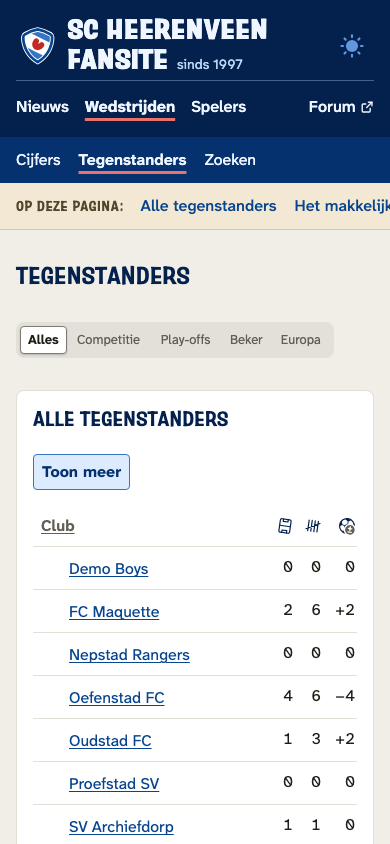 SC HEERENVEEN
FANSITE sinds 1997
Nieuws Wedstrijden Spelers Forum
Cijfers Tegenstanders Zoeken
OP DEZE PAGINA: Alle tegenstanders Het makkelijk
TEGENSTANDERS
Alles Competitie Play-offs Beker Europa
ALLE TEGENSTANDERS
Toon meer
Club
Demo Boys 0 0 0
FC Maquette 2 6 +2
Nepstad Rangers 0 0 0
Oefenstad FC 4 6 −4
Oudstad FC 1 3 +2
Proefstad SV 0 0 0
SV Archiefdorp 1 1 0